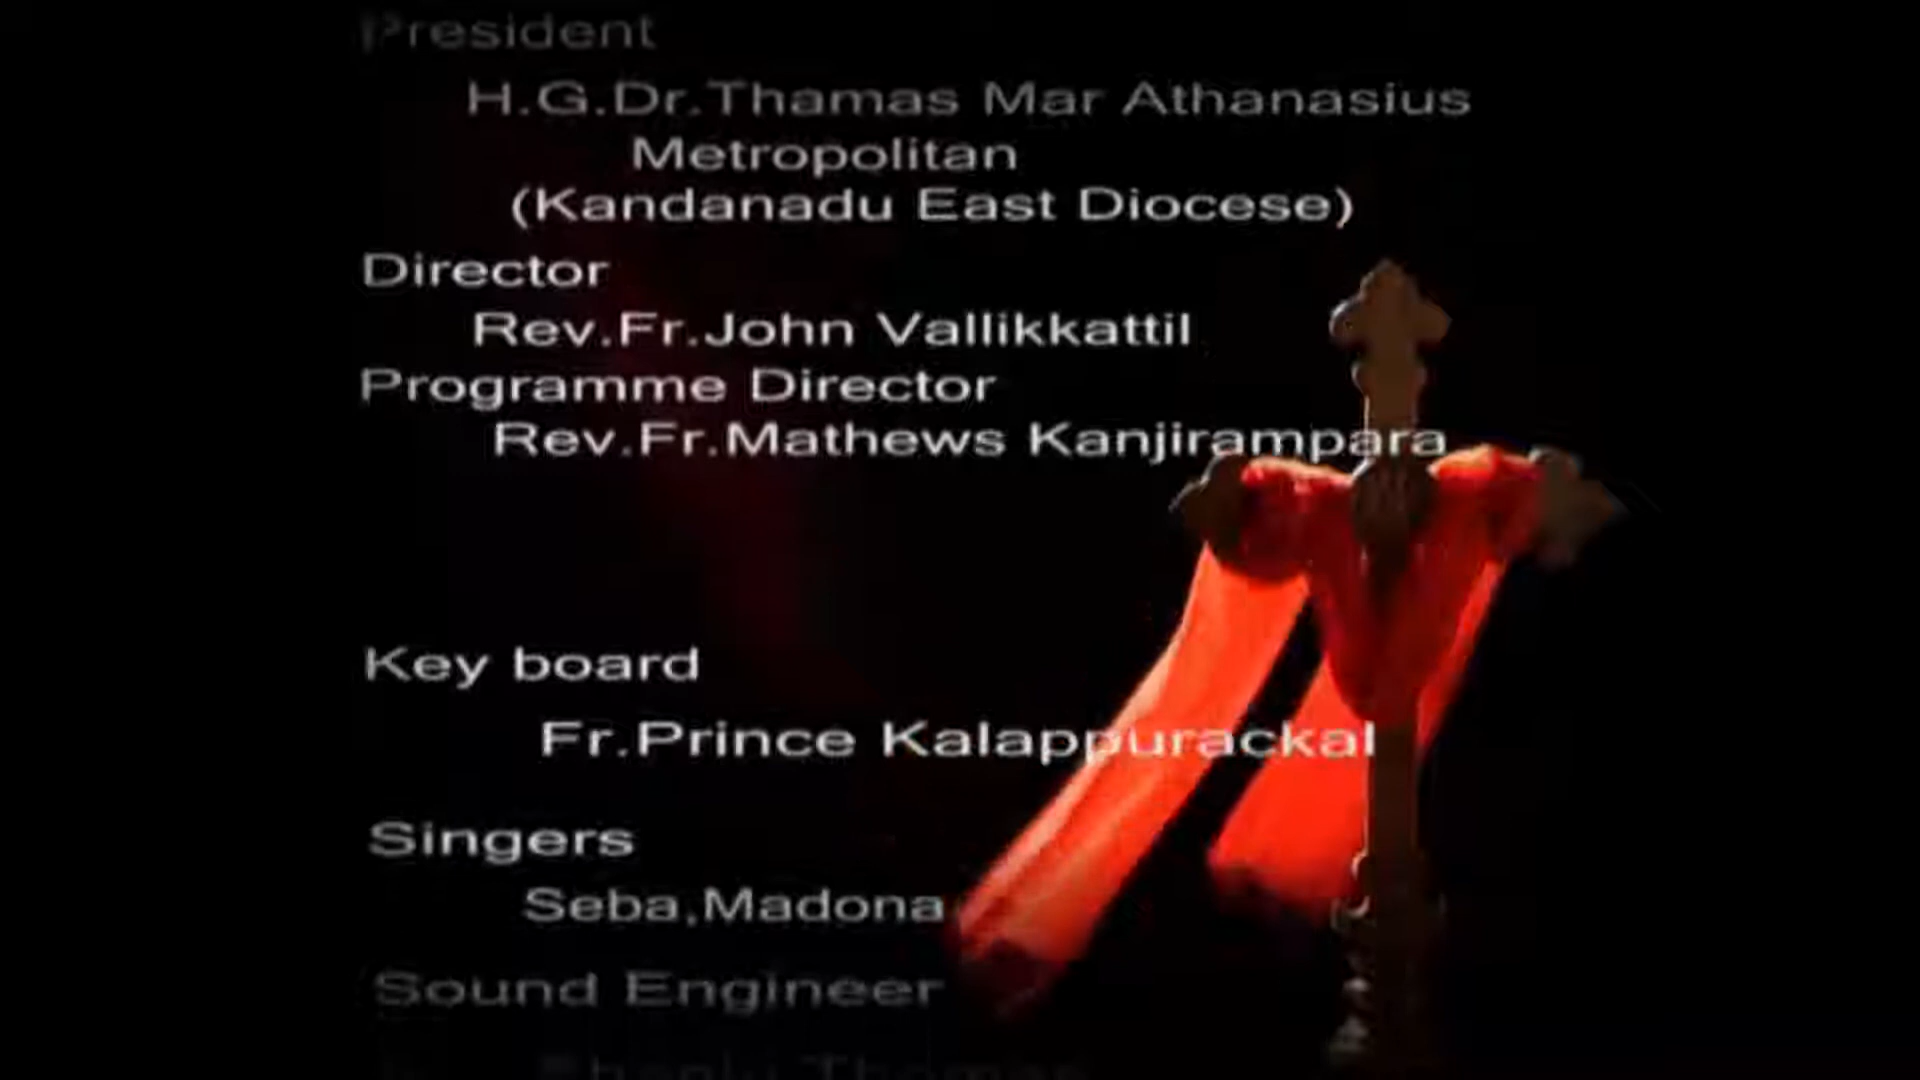 President
H.G.Dr.Thamas Mar Athanasius
Metropolitan
(Kandanadu East Diocese)
Director
Rev.Fr.John Vallikkattil
Programme Director
Rev.Fr.Mathews Kanjirampara
Key board
Fr.Prince Kalappurackal
Singers
Seba,Madona
Sound Engineer
Thomas